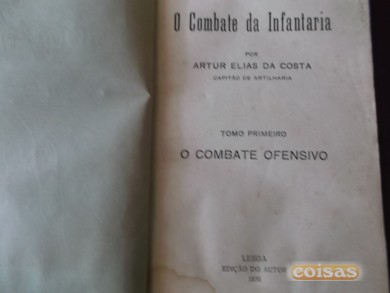 O Combate da Infantaria
POR
ARTUR ELIAS DA COSTA
CAPITÃO DE ARTILHARIA
TOMO PRIMEIRO
O COMBATE OFENSIVO
LISBOA
EDIÇÃO DO AUTOR
coisas